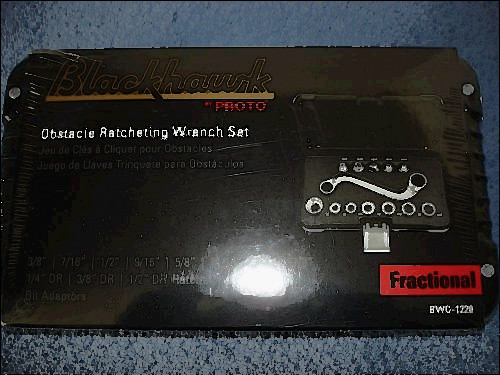 Blackhawk
BY PROTO
Obstacle Ratcheting Wrench Set
Jeu de Clés à Cliquer pour Obstacles
Juego de Llaves Trinquete para Obstáculos
3/8" | 7/16" | 1/2" | 9/16" | 5/8"
1/4" DR | 3/8" DR | 1/2" DR
Bit Adaptors
Fractional
BWC-1220